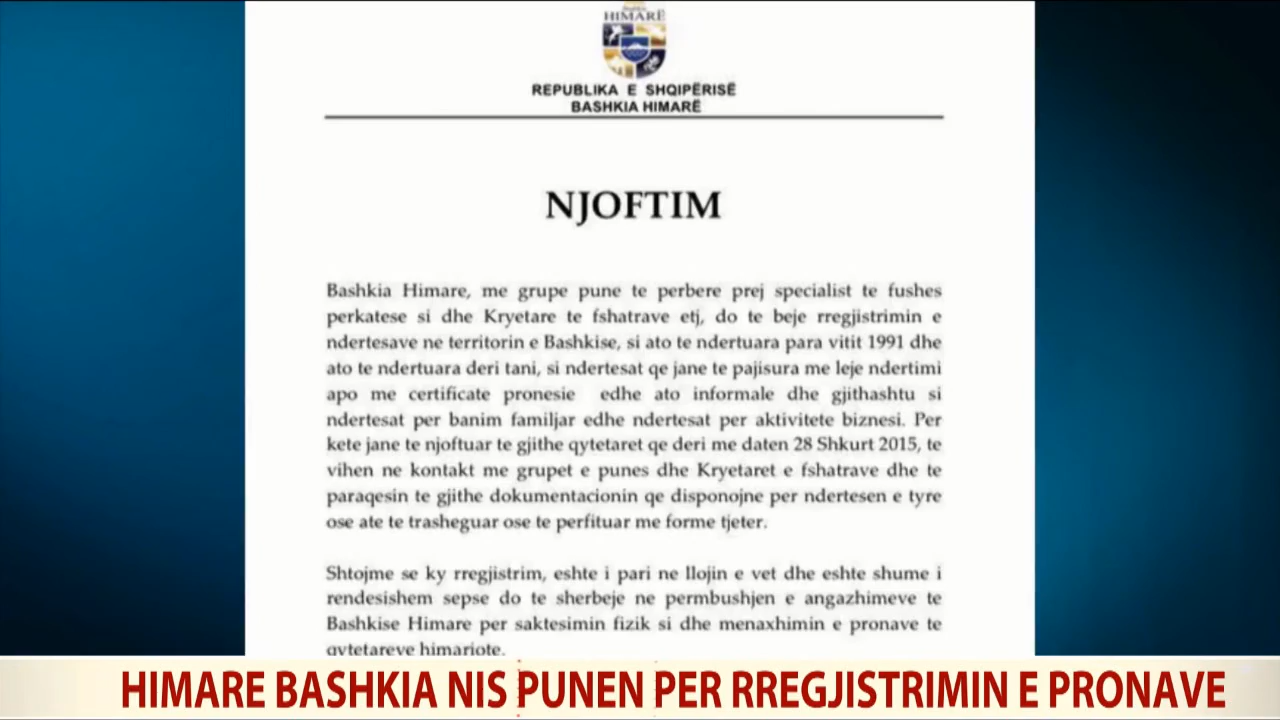 Bashkia
HIMARË
REPUBLIKA E SHQIPËRISË
BASHKIA HIMARË
NJOFTIM
Bashkia Himare, me grupe pune te perbere prej specialist te fushes
perkatese si dhe Kryetare te fshatrave etj, do te beje rregjistrimin e
ndertesave ne territorin e Bashkise, si ato te ndertuara para vitit 1991 dhe
ato te ndertuara deri tani, si ndertesat qe jane te pajisura me leje ndertimi
apo me certificate pronesie edhe ato informale dhe gjithashtu si
ndertesat per banim familjar edhe ndertesat per aktivitete biznesi. Per
kete jane te njoftuar te gjithe qytetaret qe deri me daten 28 Shkurt 2015, te
vihen ne kontakt me grupet e punes dhe Kryetaret e fshatrave dhe te
paraqesin te gjithe dokumentacionin qe disponojne per ndertesen e tyre
ose ate te trasheguar ose te perfituar me forme tjeter.
Shtojme se ky rregjistrim, eshte i pari ne llojin e vet dhe eshte shume i
rendesishem sepse do te sherbeje ne permbushjen e angazhimeve te
Bashkise Himare per saktesimin fizik si dhe menaxhimin e pronave te
qytetareve himariote.
HIMARE BASHKIA NIS PUNEN PER RREGJISTRIMIN E PRONAVE